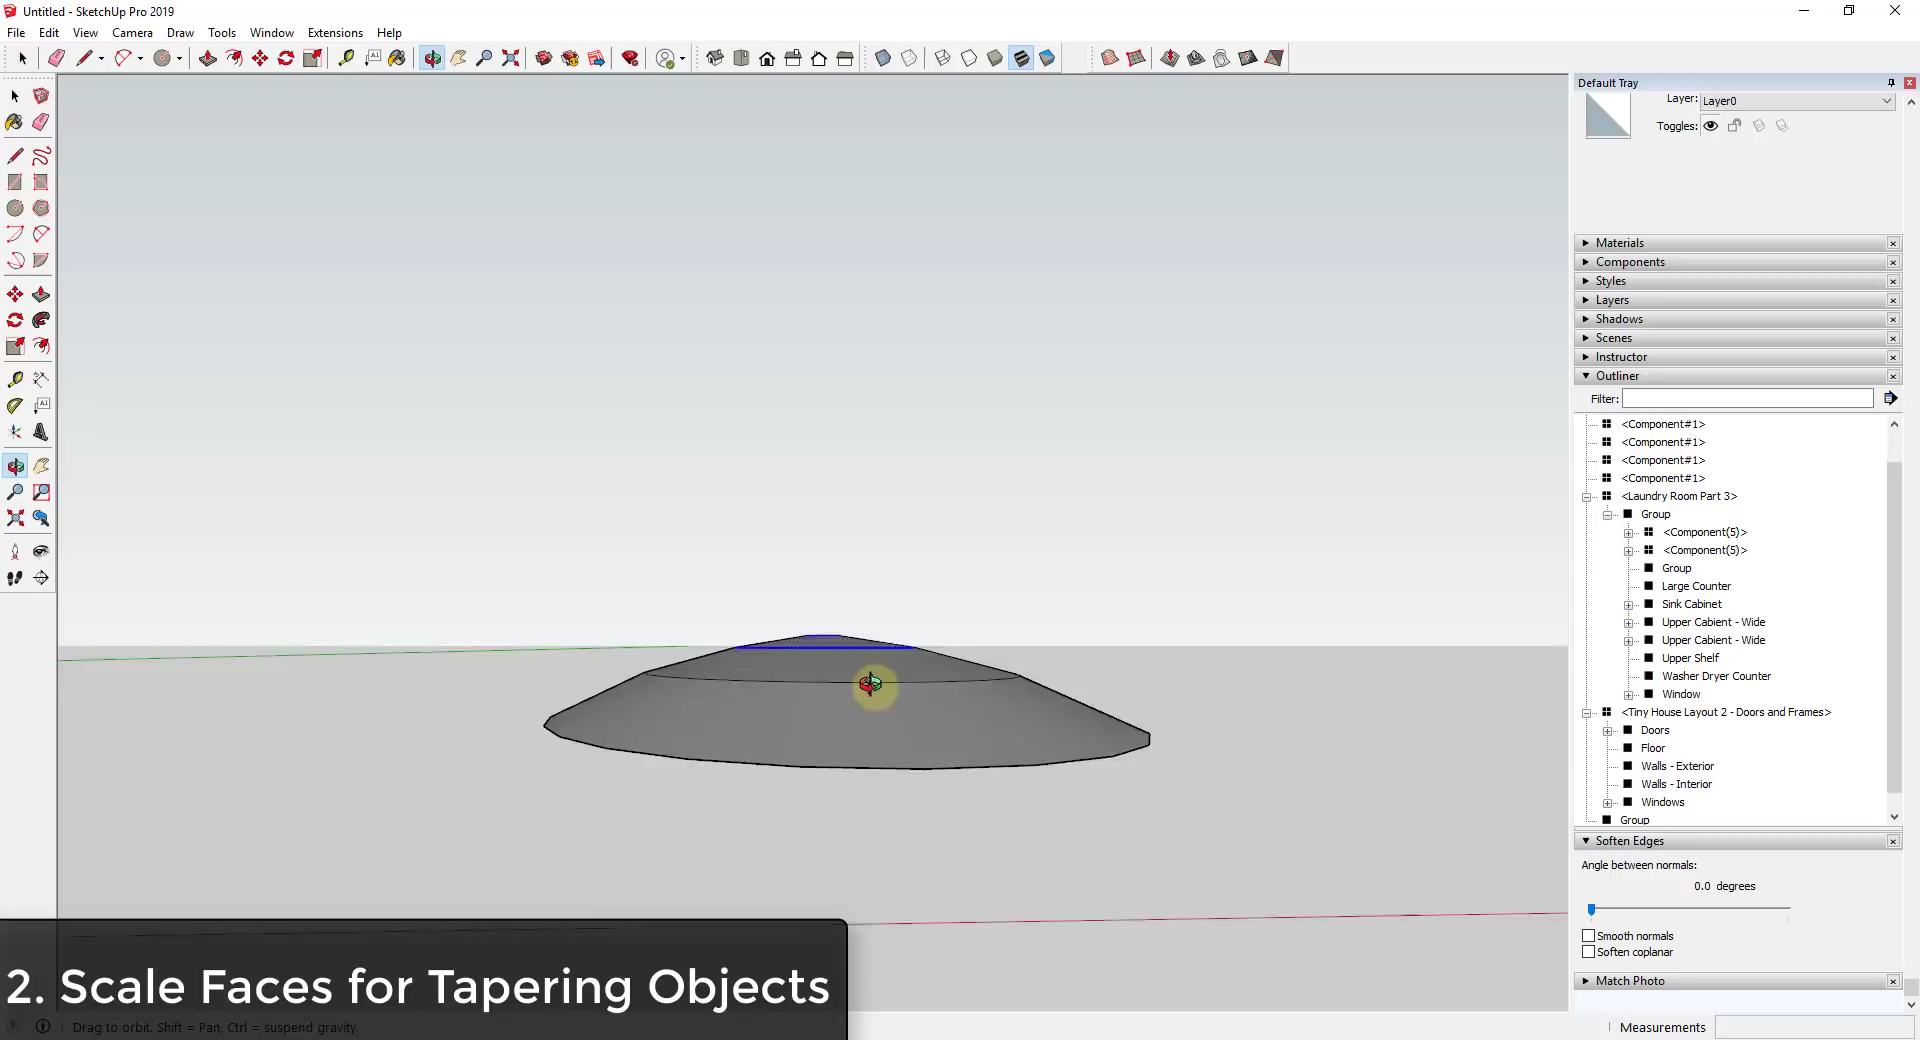 Untitled - SketchUp Pro 2019
File Edit View Camera Draw Tools Window Extensions Help
Default Tray
Layer: Layer0
Toggles:
Materials
Components
Styles
Layers
Shadows
Scenes
Instructor
Outliner
Filter:
<Component#1>
<Component#1>
<Component#1>
<Component#1>
<Laundry Room Part 3>
Group
<Component(5)>
<Component(5)>
Group
Large Counter
Sink Cabinet
Upper Cabient - Wide
Upper Cabient - Wide
Upper Shelf
Washer Dryer Counter
Window
<Tiny House Layout 2 - Doors and Frames>
Doors
Floor
Walls - Exterior
Walls - Interior
Windows
Group
Soften Edges
Angle between normals:
0.0 degrees
Smooth normals
Soften coplanar
Match Photo
2. Scale Faces for Tapering Objects
Drag to orbit. Shift = Pan, Ctrl = suspend gravity.
Measurements